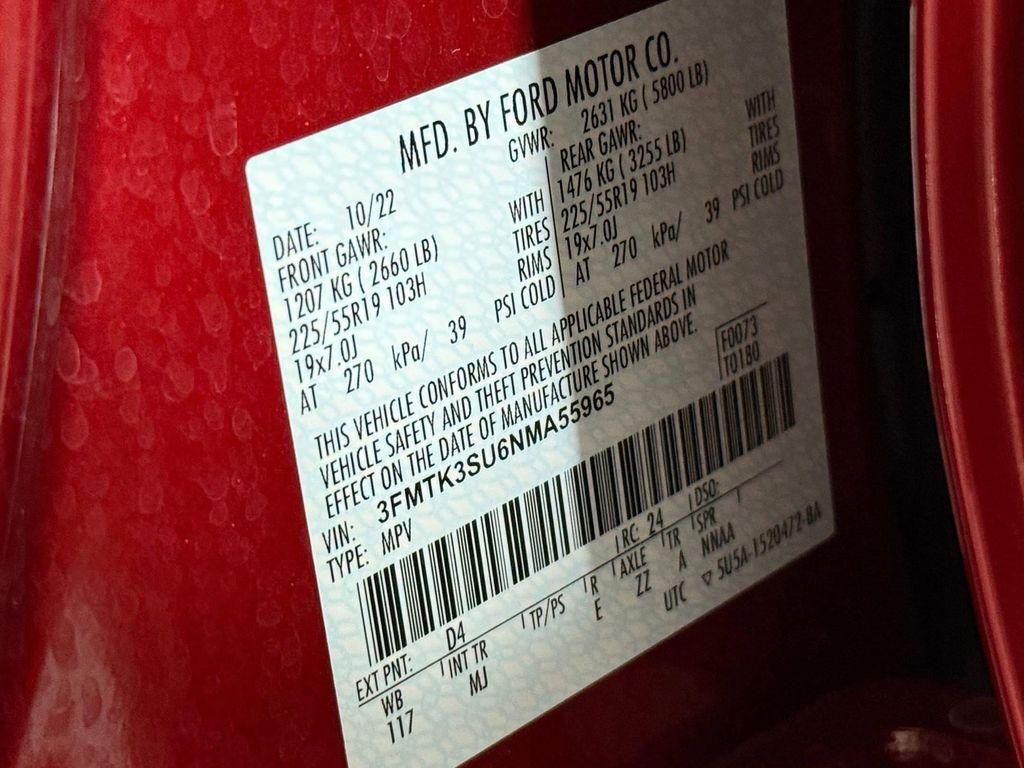 MFD. BY FORD MOTOR CO.
DATE: 10/22 GVWR: 2631 KG ( 5800 LB)
FRONT GAWR: REAR GAWR:
1207 KG ( 2660 LB) WITH 1476 KG ( 3255 LB) WITH
225/55R19 103H TIRES 225/55R19 103H TIRES
19x7.0J RIMS 19x7.0J RIMS
AT 270 kPa/ 39 PSI COLD AT 270 kPa/ 39 PSI COLD
THIS VEHICLE CONFORMS TO ALL APPLICABLE FEDERAL MOTOR
VEHICLE SAFETY AND THEFT PREVENTION STANDARDS IN
EFFECT ON THE DATE OF MANUFACTURE SHOWN ABOVE.
VIN: 3FMTK3SU6NMA55965 F0073
TYPE: MPV T0180
EXT PNT: D4 RC: 24 DSO:
WB INT TR TP/PS R AXLE TR SPR
117 MJ E ZZ A NNAA
UTC ▽ 5U5A-1520472-BA